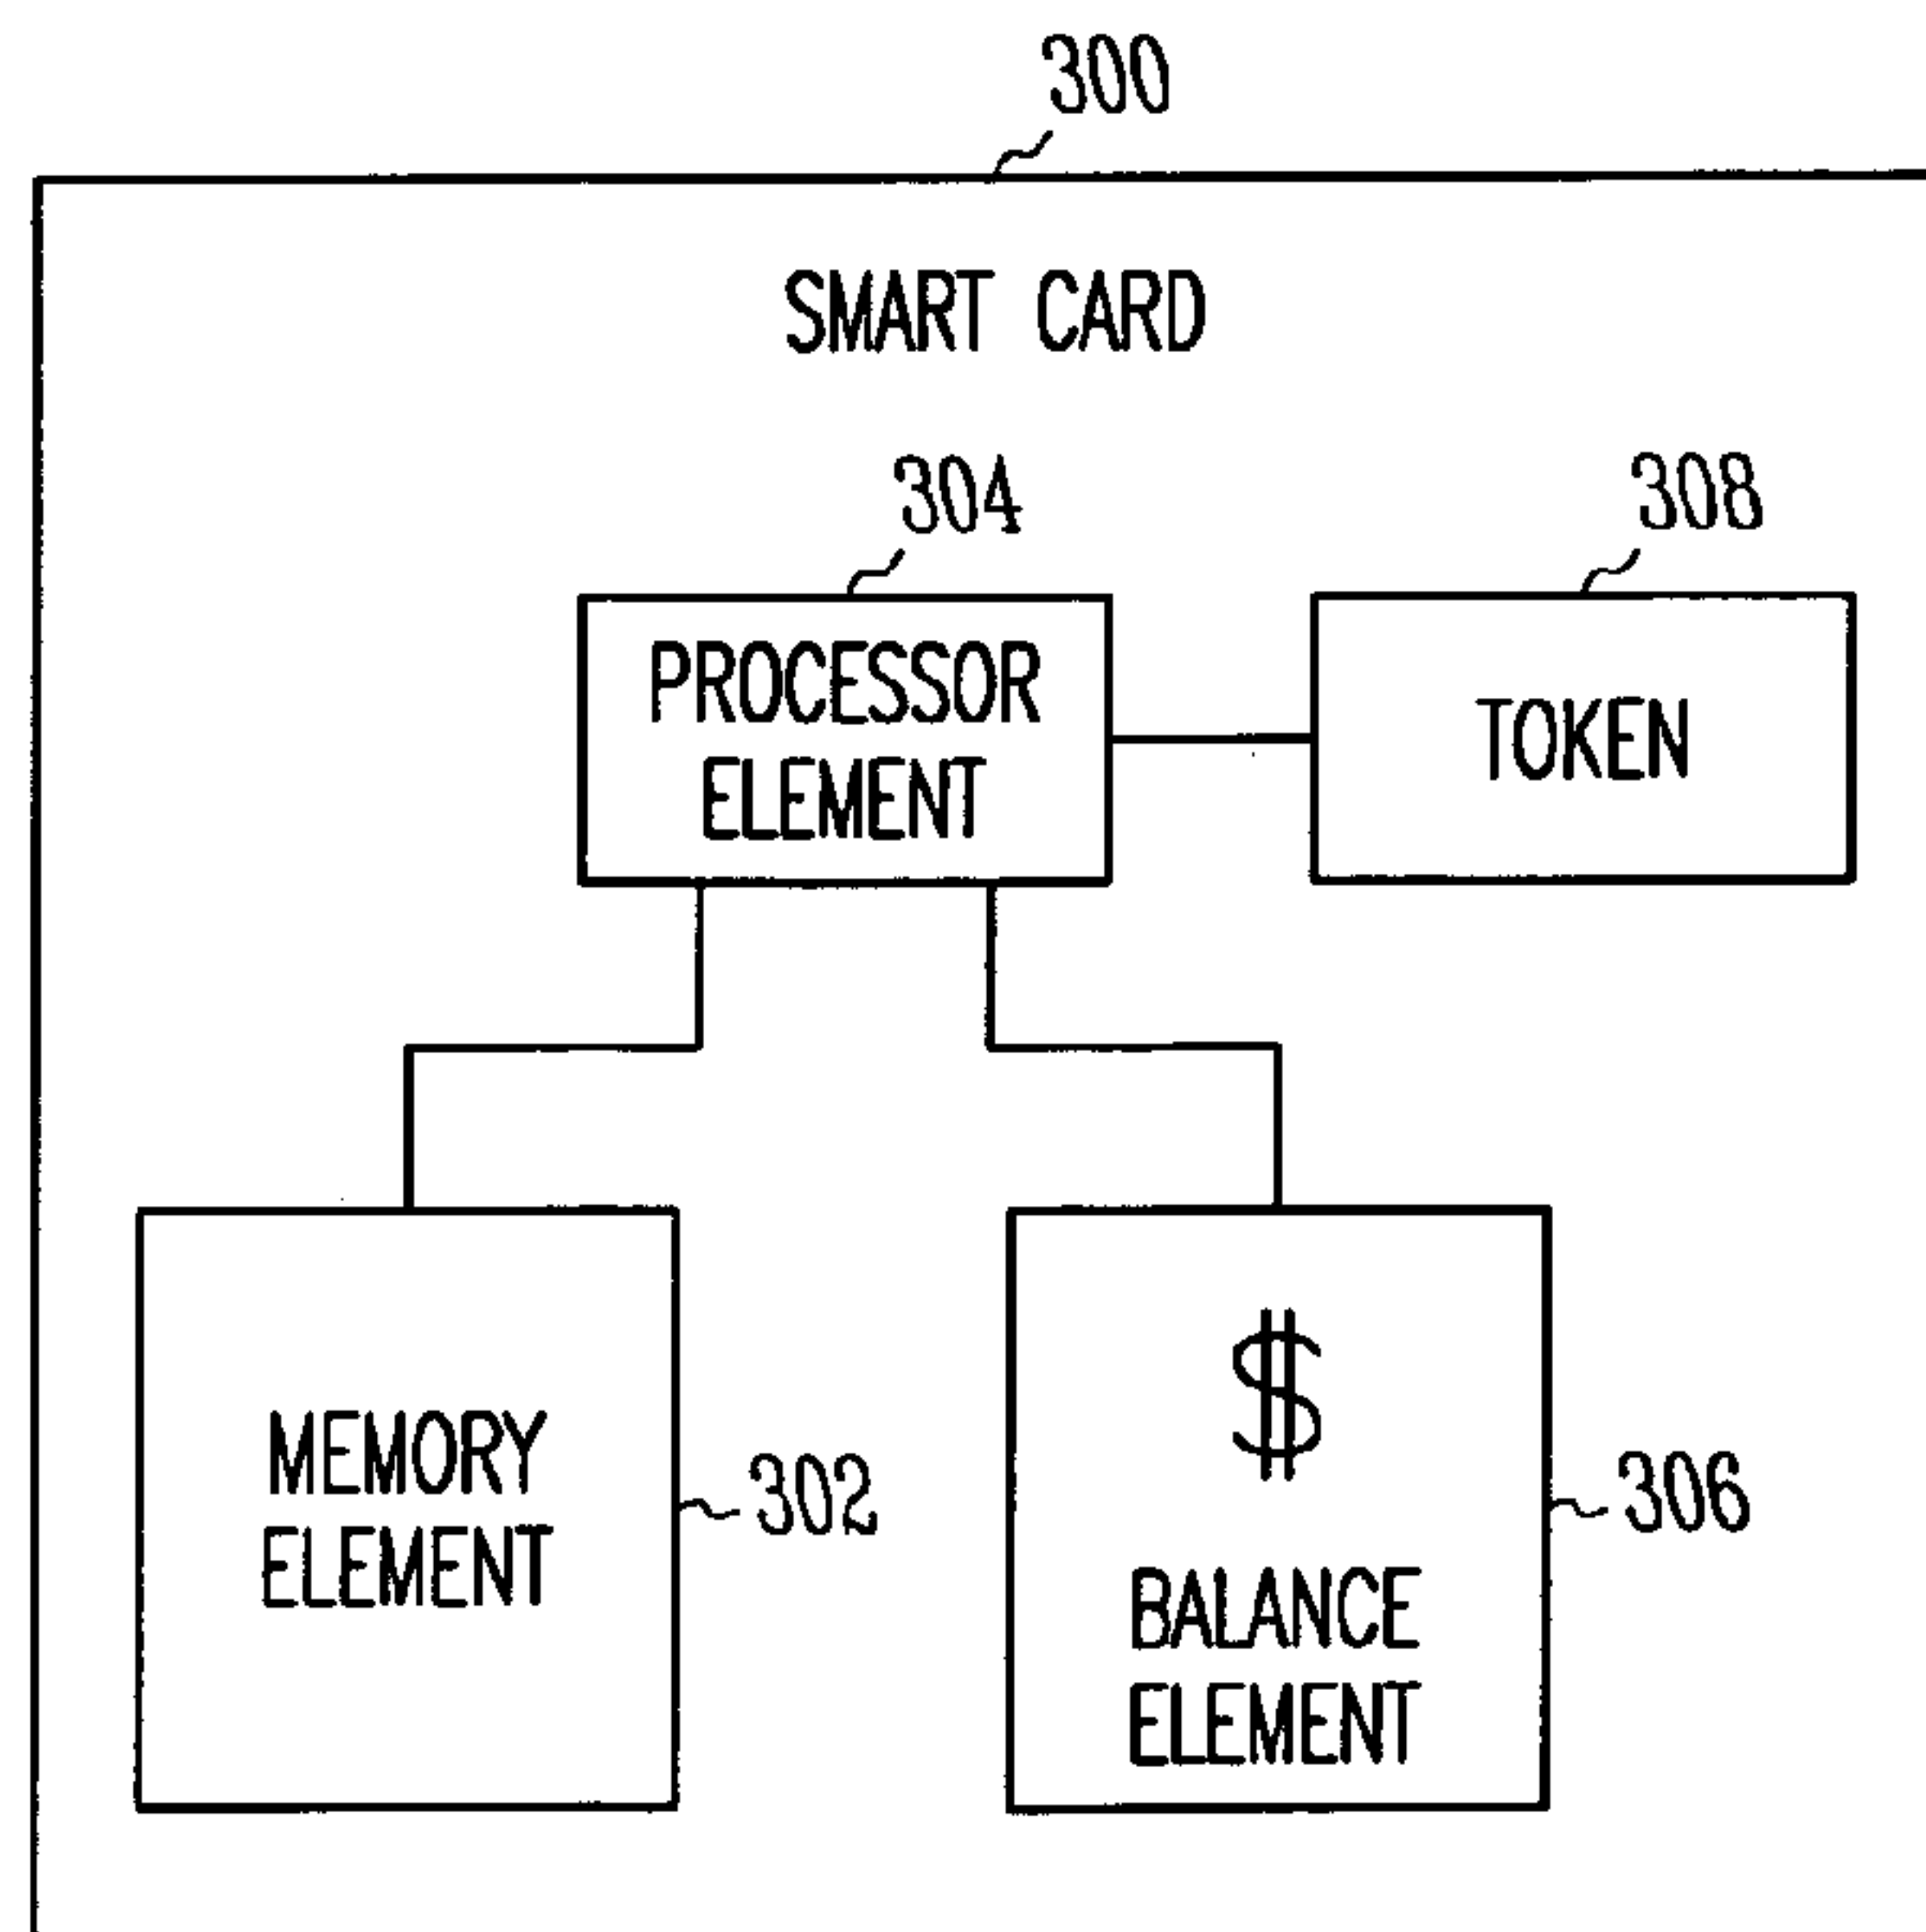 300
SMART CARD
304
308
PROCESSOR
ELEMENT
TOKEN
MEMORY
ELEMENT
302
$
BALANCE
ELEMENT
306